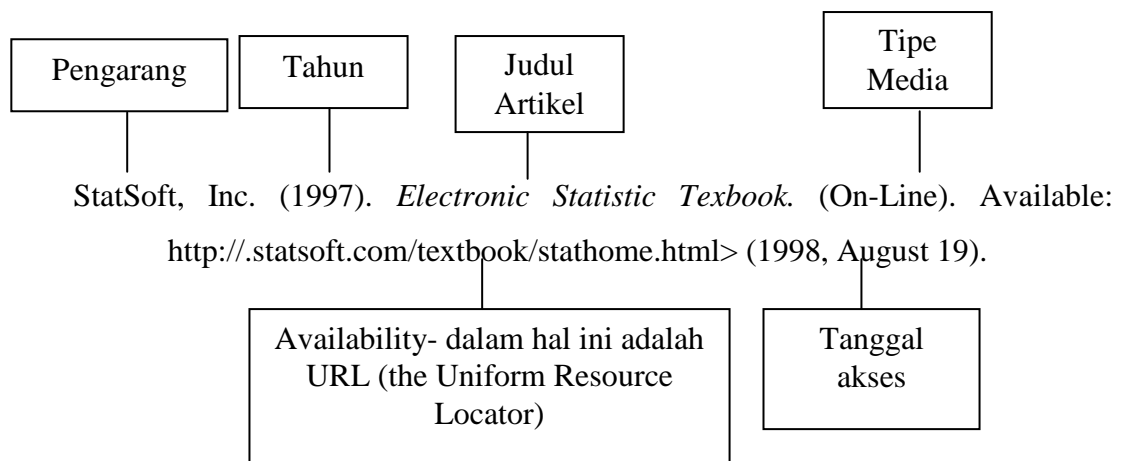 Pengarang
Tahun
Judul
Artikel
Tipe
Media
StatSoft, Inc. (1997). Electronic Statistic Texbook. (On-Line). Available:
http://.statsoft.com/textbook/stathome.html> (1998, August 19).
Availability- dalam hal ini adalah
URL (the Uniform Resource
Locator)
Tanggal
akses